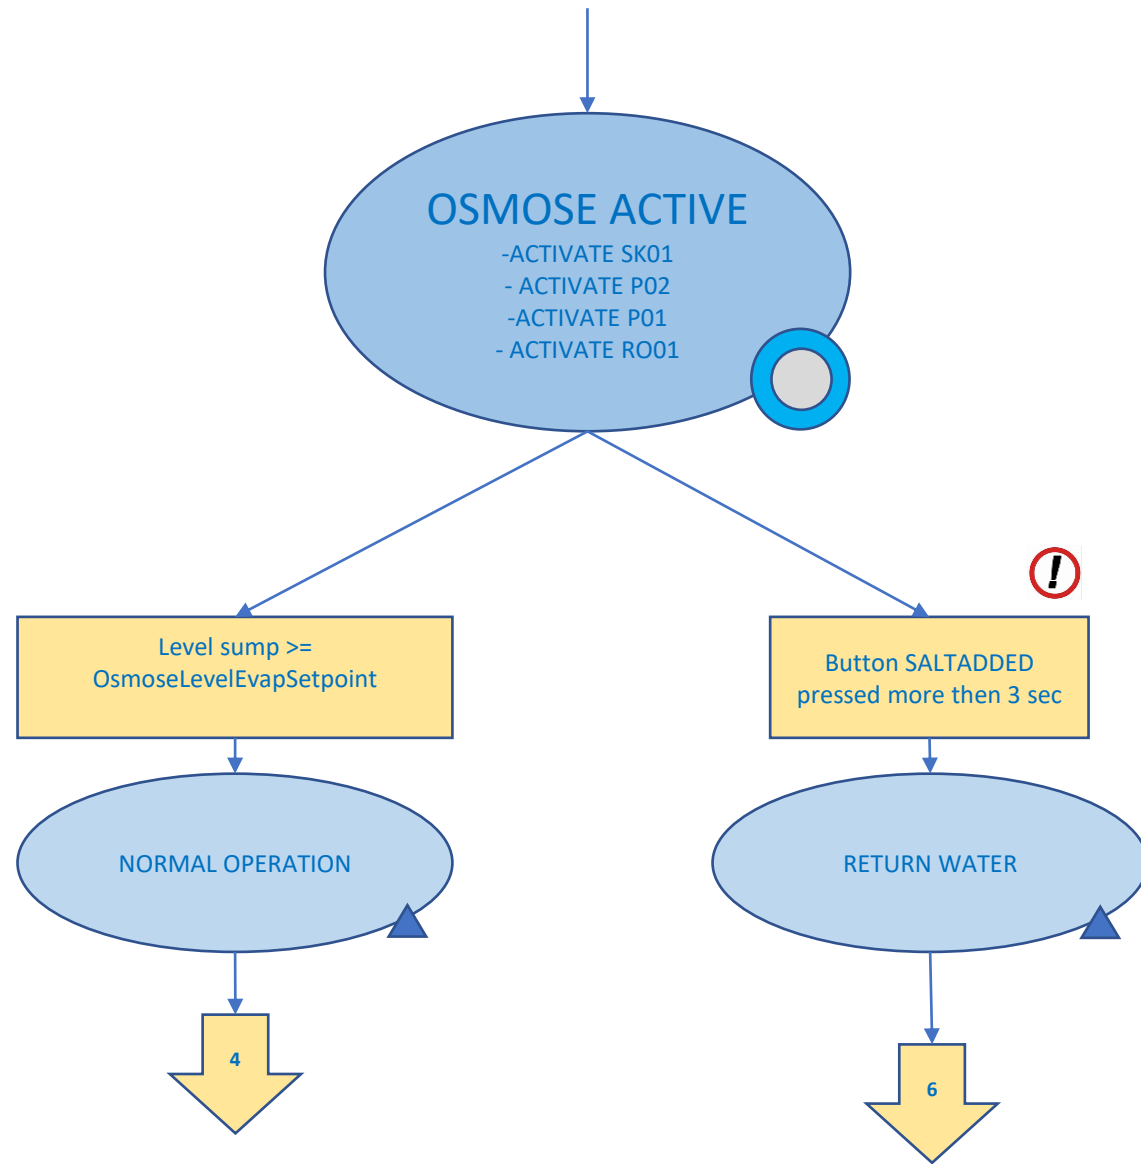 OSMOSE ACTIVE
-ACTIVATE SK01
- ACTIVATE P02
-ACTIVATE P01
- ACTIVATE RO01
!
Level sump >=
OsmoseLevelEvapSetpoint
Button SALTADDED
pressed more then 3 sec
NORMAL OPERATION
RETURN WATER
4
6